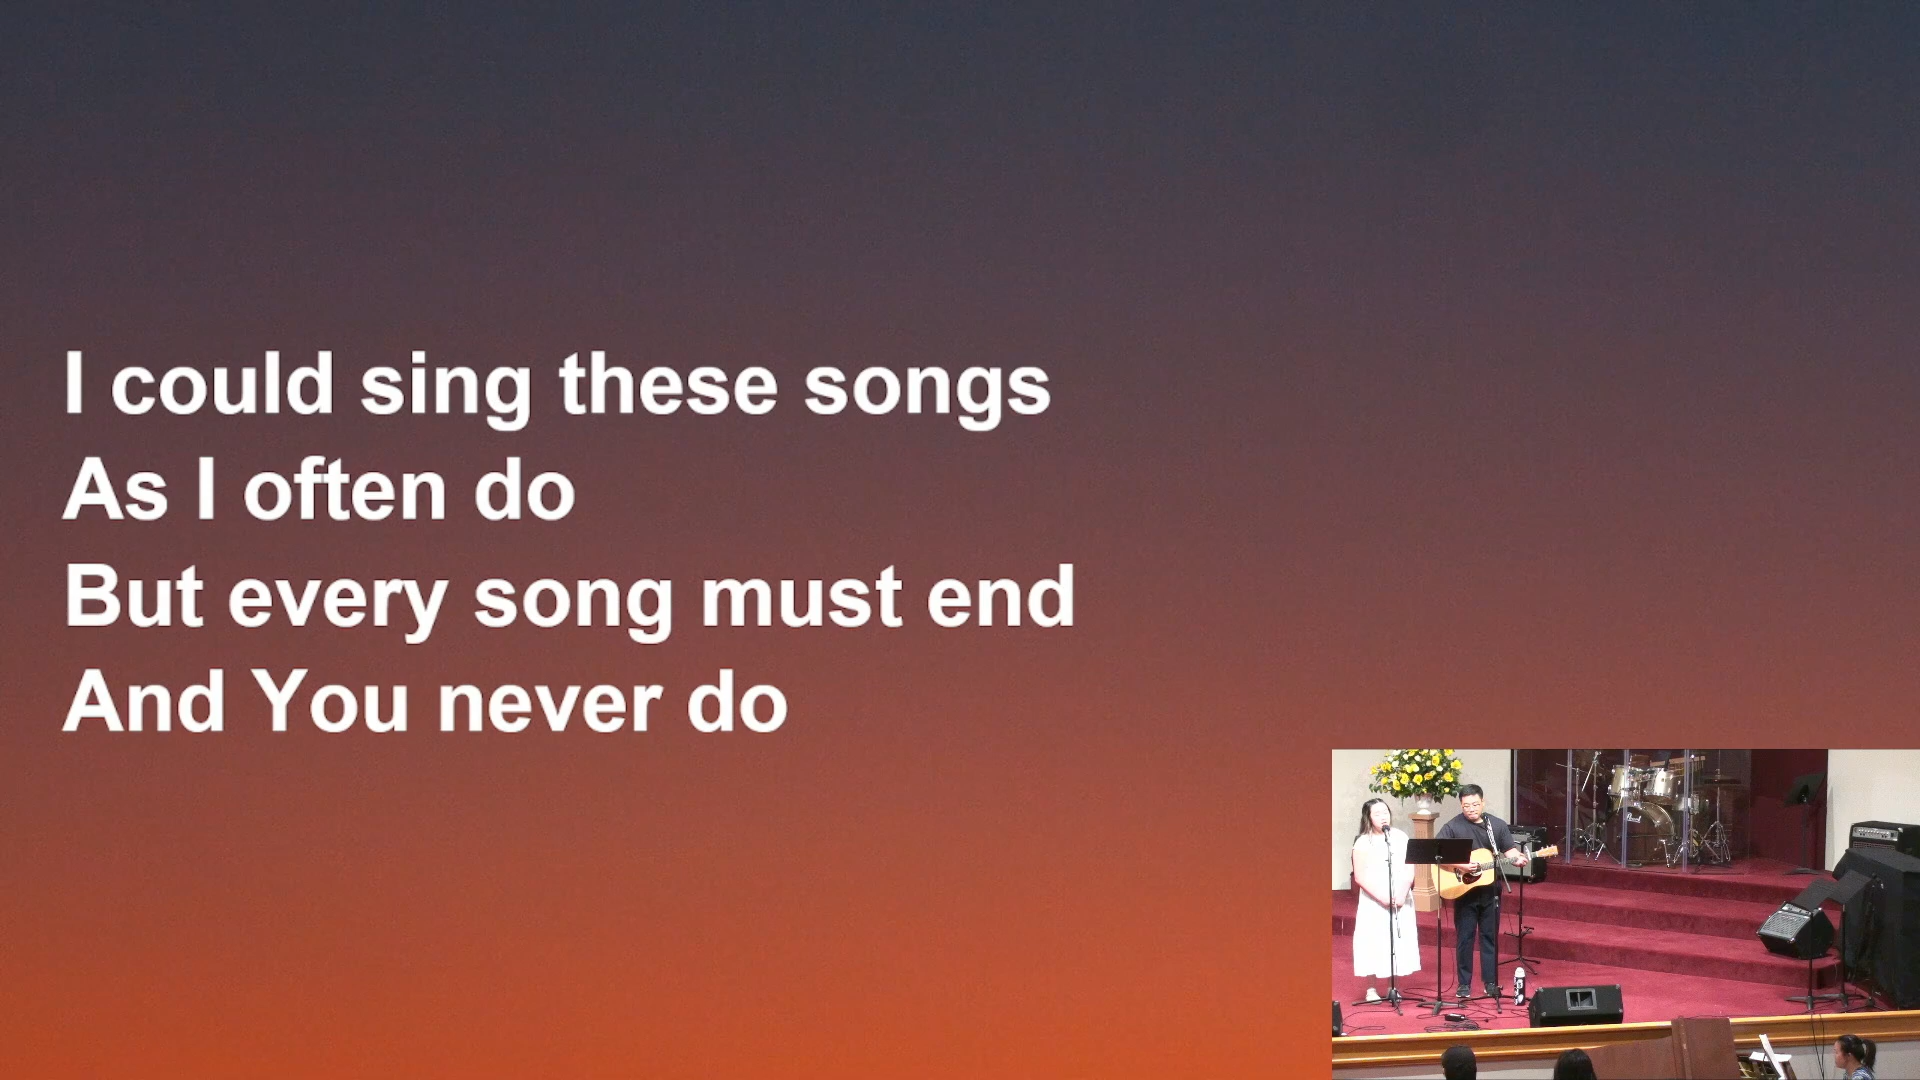 I could sing these songs
As I often do
But every song must end
And You never do